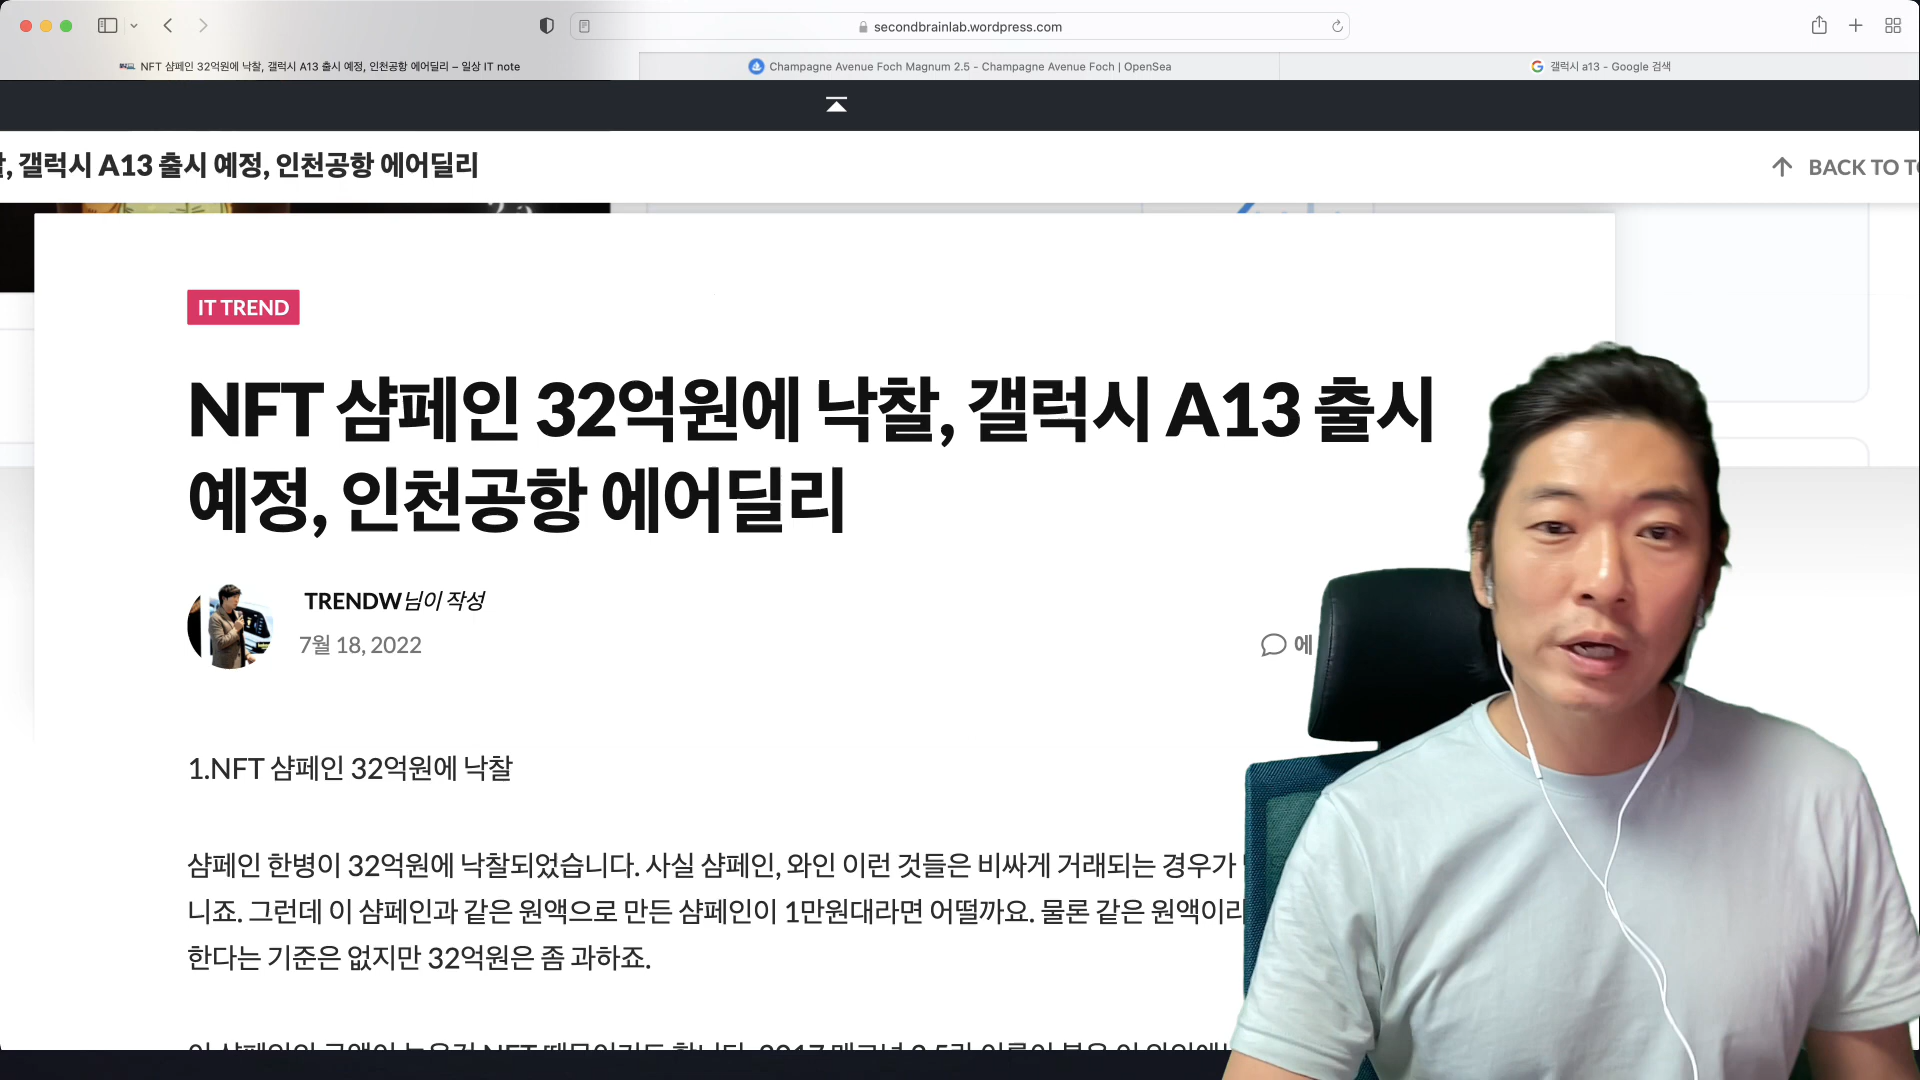 secondbrainlab.wordpress.com
NFT 샴페인 32억원에 낙찰, 갤럭시 A13 출시 예정, 인천공항 에어딜리 – 일상 IT note
Champagne Avenue Foch Magnum 2.5 - Champagne Avenue Foch | OpenSea
갤럭시 a13 - Google 검색
, 갤럭시 A13 출시 예정, 인천공항 에어딜리
BACK TO
IT TREND
NFT 샴페인 32억원에 낙찰, 갤럭시 A13 출시
예정, 인천공항 에어딜리
TRENDW님이 작성
7월 18, 2022
에
1.NFT 샴페인 32억원에 낙찰
샴페인 한병이 32억원에 낙찰되었습니다. 사실 샴페인, 와인 이런 것들은 비싸게 거래되는 경우가
니죠. 그런데 이 샴페인과 같은 원액으로 만든 샴페인이 1만원대라면 어떨까요. 물론 같은 원액이라
한다는 기준은 없지만 32억원은 좀 과하죠.